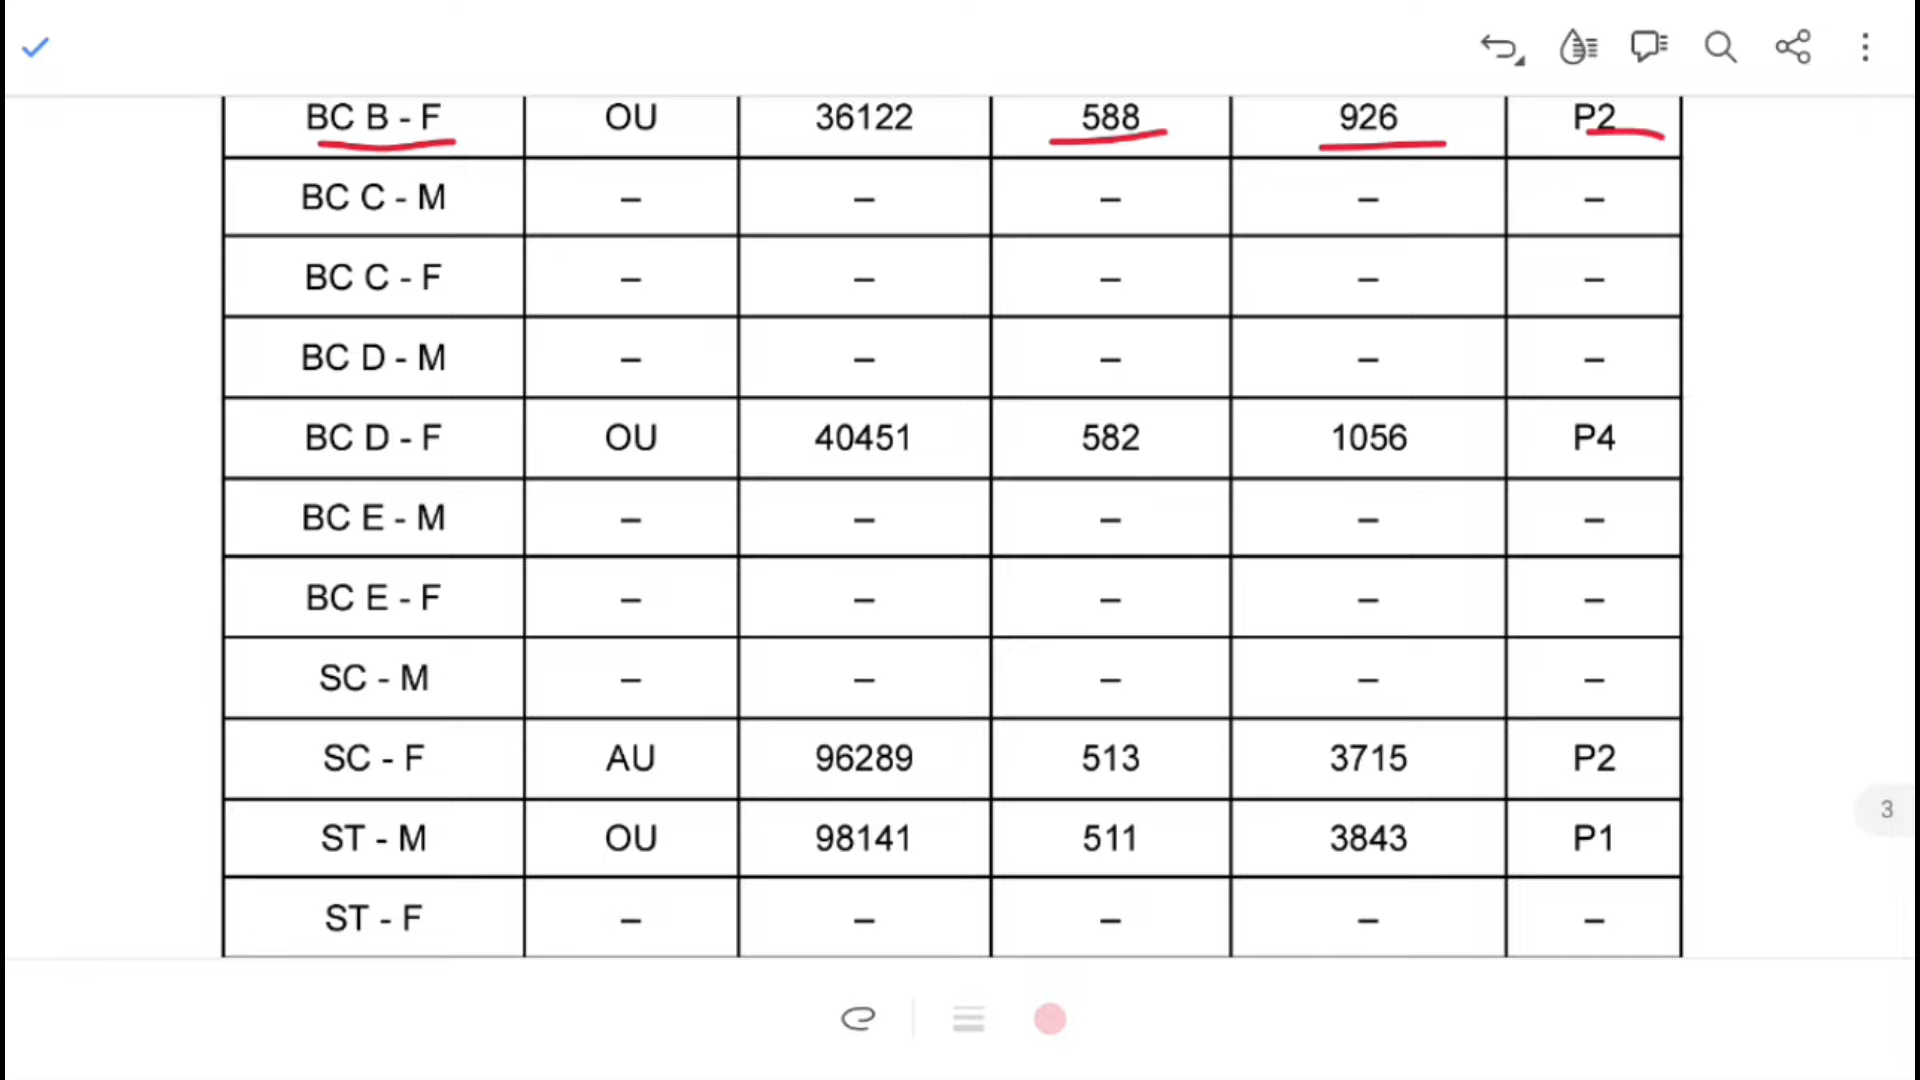 BC B - F OU 36122 588 926 P2
BC C - M – – – – –
BC C - F – – – – –
BC D - M – – – – –
BC D - F OU 40451 582 1056 P4
BC E - M – – – – –
BC E - F – – – – –
SC - M – – – – –
SC - F AU 96289 513 3715 P2
ST - M OU 98141 511 3843 P1
ST - F – – – – –
3